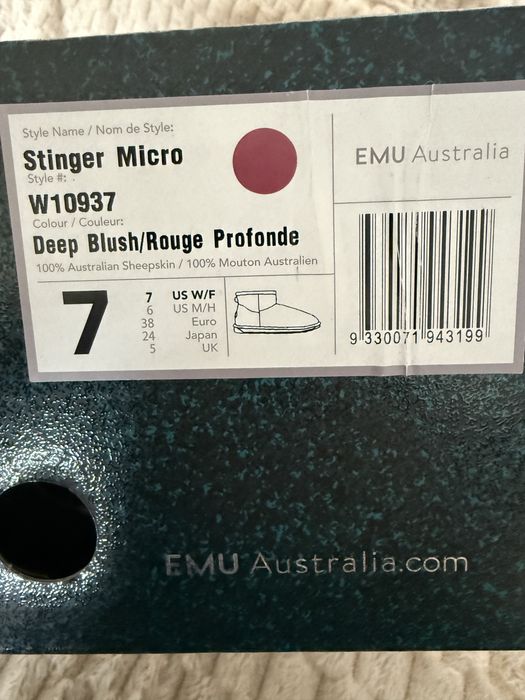 Style Name / Nom de Style:
Stinger Micro
Style #:
W10937
Colour / Couleur:
Deep Blush/Rouge Profonde
100% Australian Sheepskin / 100% Mouton Australien
EMU Australia
7
7 US W/F
6 US M/H
38 Euro
24 Japan
5 UK
9 330071 943199
EMU Australia.com